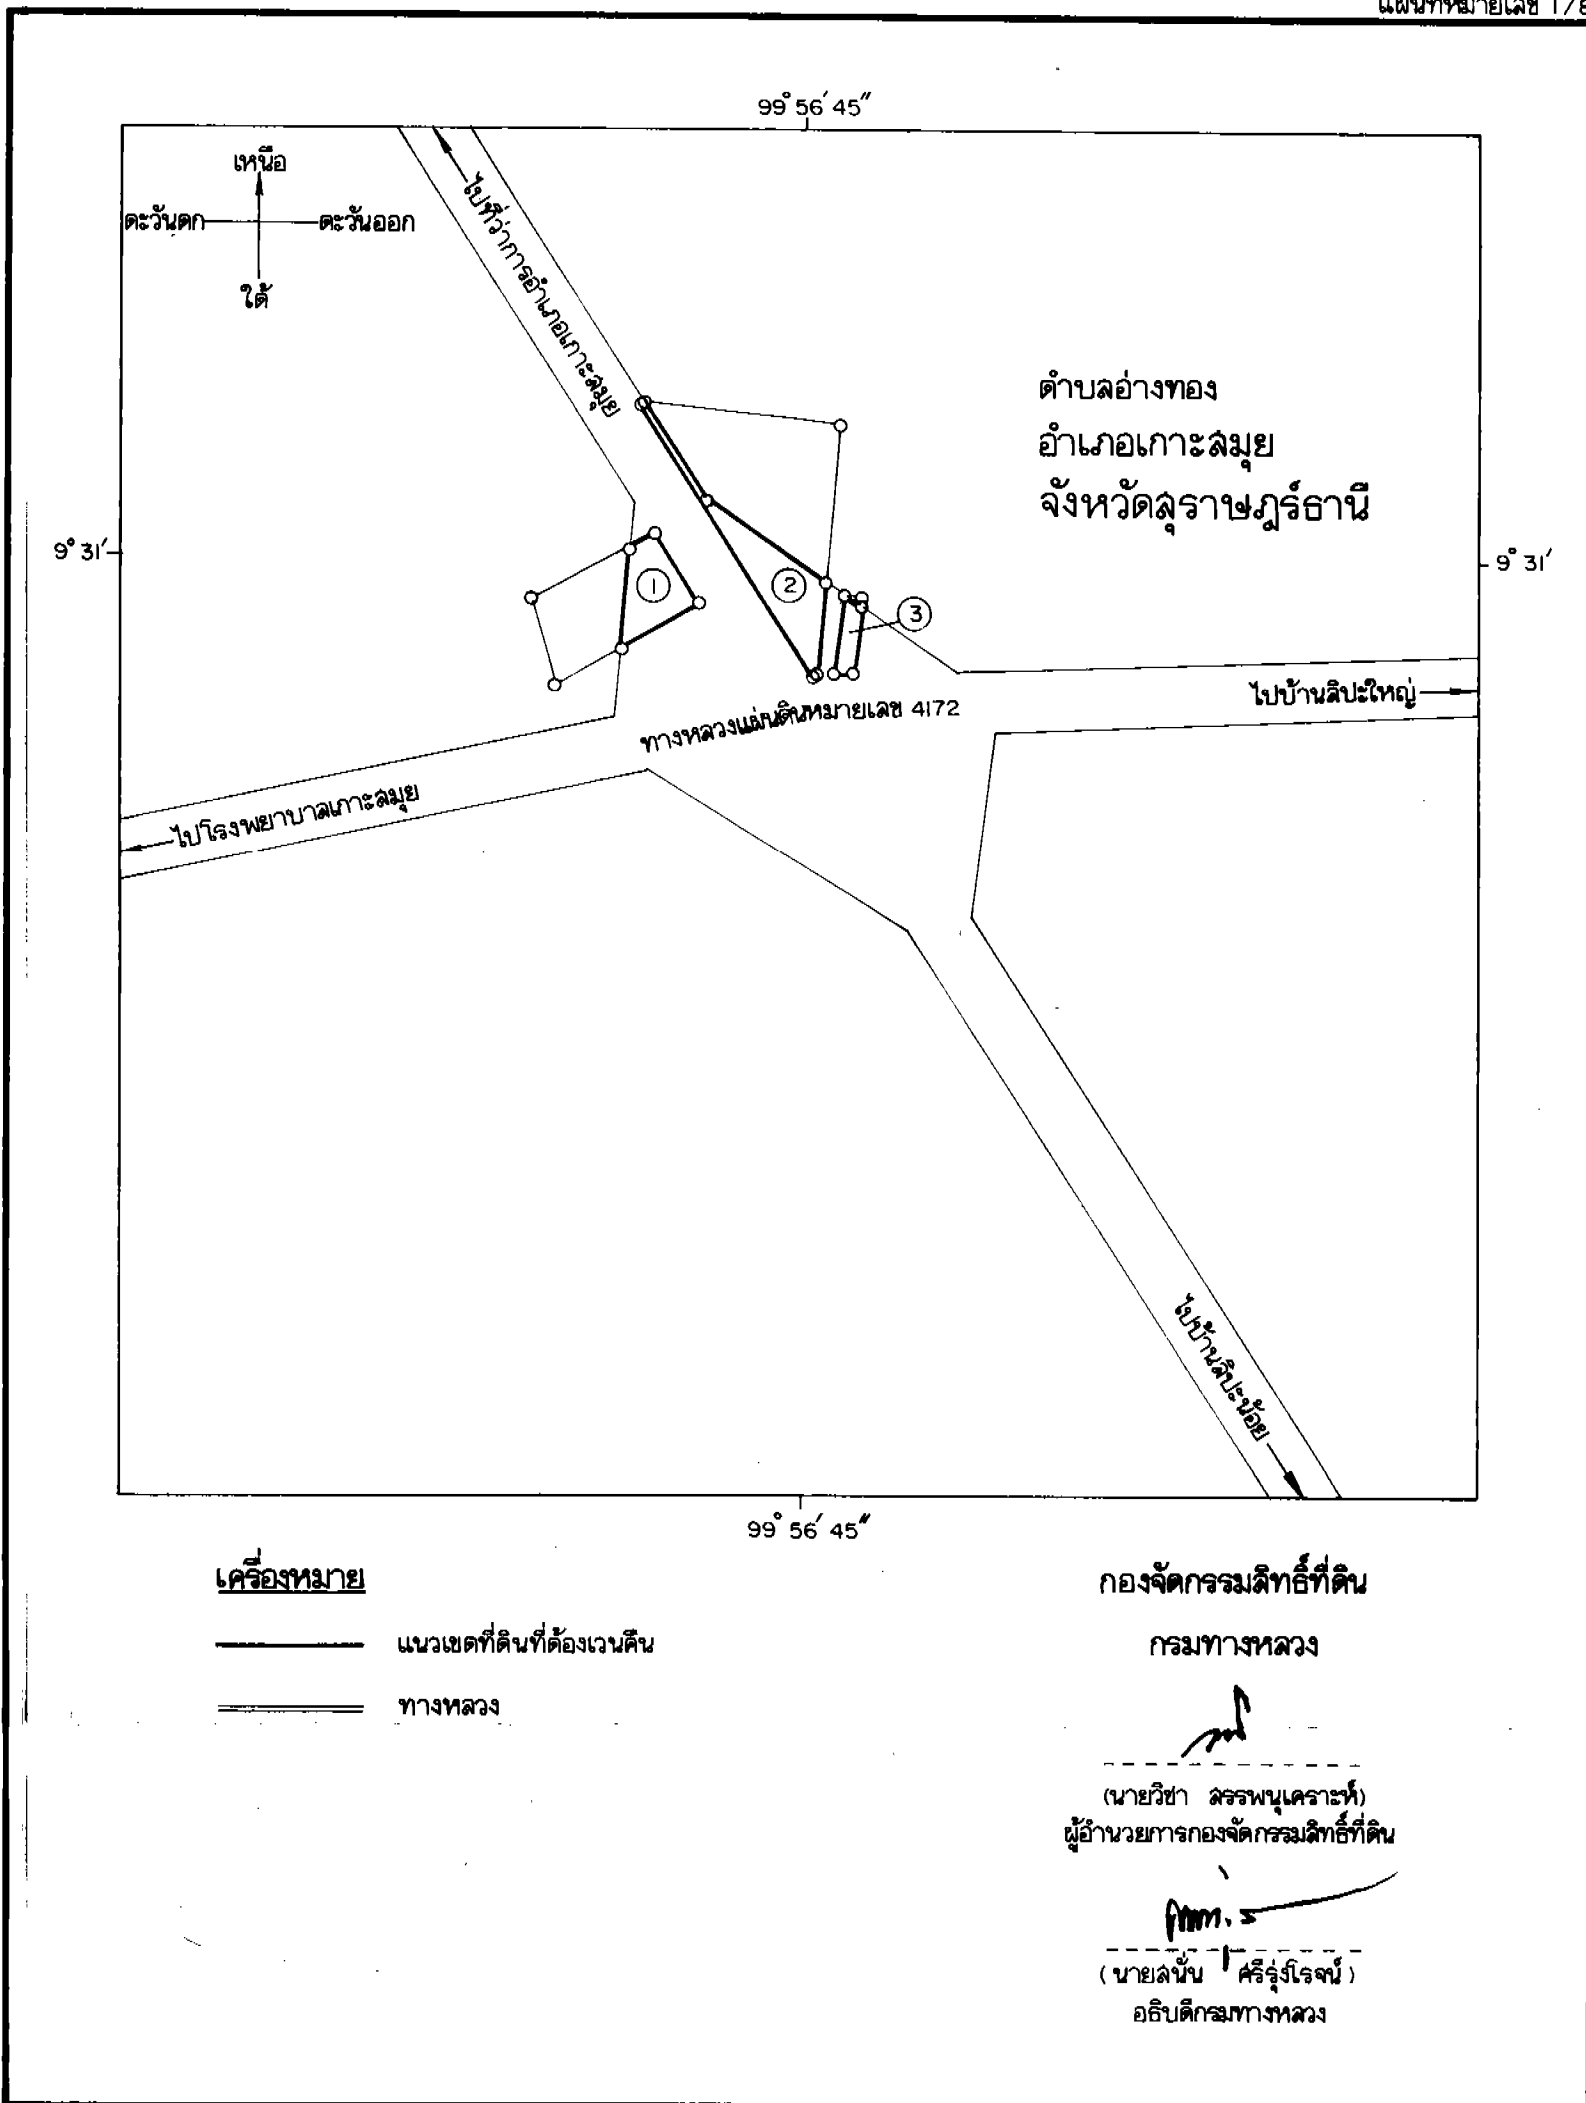 แผนที่หมายเลข 1/
99° 56′ 45″
เหนือ
ตะวันตก
ตะวันออก
ใต้
ไปที่ว่าการอำเภอเกาะสมุย
ตำบลอ่างทอง
อำเภอเกาะสมุย
จังหวัดสุราษฎร์ธานี
9° 31′
9° 31′
1
2
3
ไปบ้านลิปะใหญ่
ทางหลวงแผ่นดินหมายเลข 4172
ไปโรงพยาบาลเกาะสมุย
ไปบ้านลิปะน้อย
99° 56′ 45″
เครื่องหมาย
แนวเขตที่ดินที่ต้องเวนคืน
ทางหลวง
กองจัดกรรมสิทธิ์ที่ดิน
กรมทางหลวง
(นายวิชา สรรพนุเคราะห์)
ผู้อำนวยการกองจัดกรรมสิทธิ์ที่ดิน
(นายสนั่น ศรีรุ่งโรจน์)
อธิบดีกรมทางหลวง